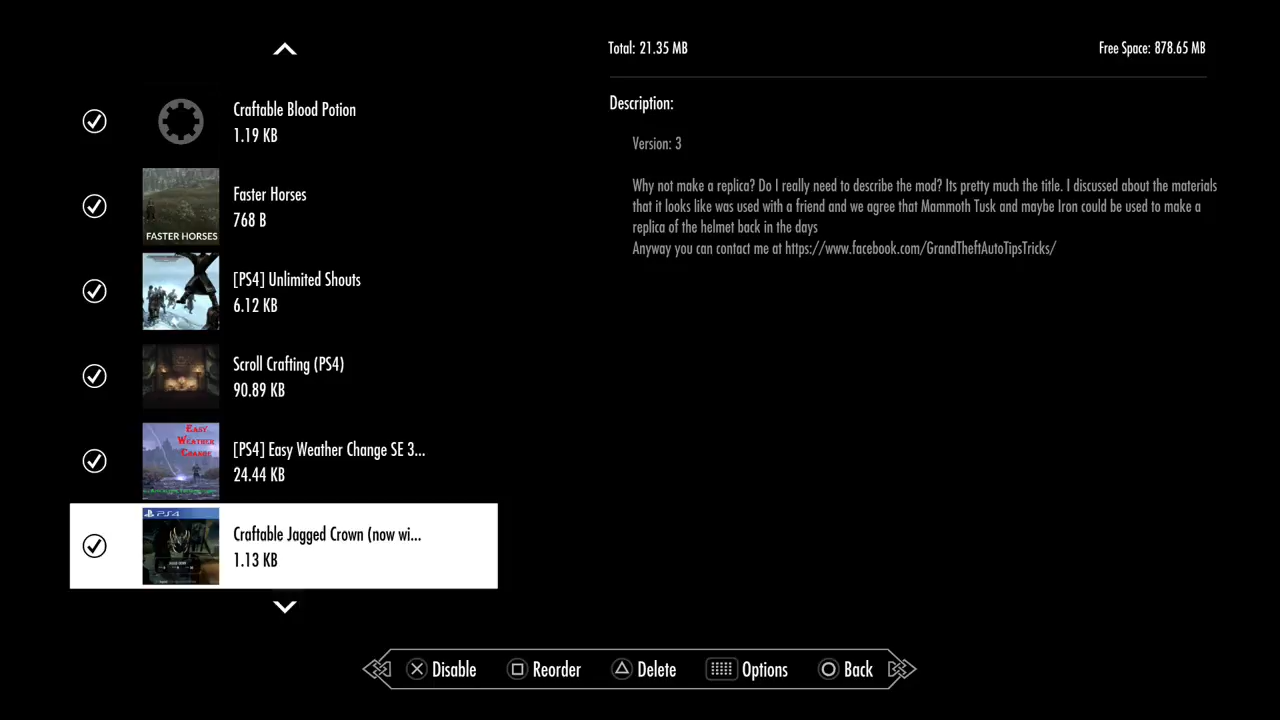 Total: 21.35 MB
Free Space: 878.65 MB
Craftable Blood Potion
1.19 KB
Faster Horses
768 B
FASTER HORSES
[PS4] Unlimited Shouts
6.12 KB
Scroll Crafting (PS4)
90.89 KB
[PS4] Easy Weather Change SE 3...
24.44 KB
EASY
WEATHER
CHANGE
Craftable Jagged Crown (now wi...
1.13 KB
PS4
Description:
Version: 3
Why not make a replica? Do I really need to describe the mod? Its pretty much the title. I discussed about the materials
that it looks like was used with a friend and we agree that Mammoth Tusk and maybe Iron could be used to make a
replica of the helmet back in the days
Anyway you can contact me at https://www.facebook.com/GrandTheftAutoTipsTricks/
Disable
Reorder
Delete
Options
Back